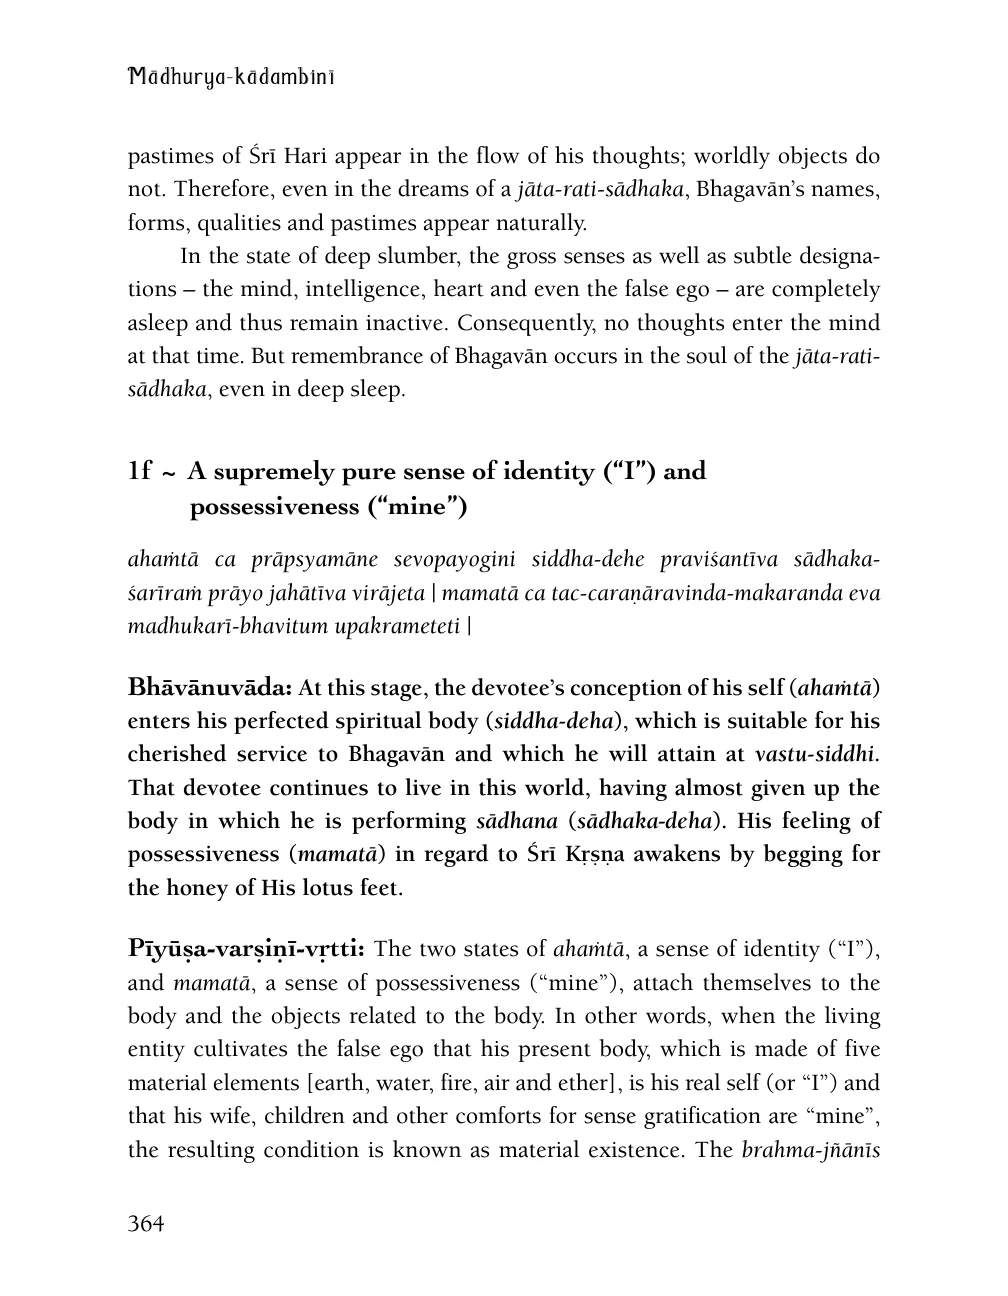 Mādhurya-kādambinī
pastimes of Śrī Hari appear in the flow of his thoughts; worldly objects do
not. Therefore, even in the dreams of a jāta-rati-sādhaka, Bhagavān’s names,
forms, qualities and pastimes appear naturally.
In the state of deep slumber, the gross senses as well as subtle designa-
tions – the mind, intelligence, heart and even the false ego – are completely
asleep and thus remain inactive. Consequently, no thoughts enter the mind
at that time. But remembrance of Bhagavān occurs in the soul of the jāta-rati-
sādhaka, even in deep sleep.
1f ~ A supremely pure sense of identity (“I”) and
possessiveness (“mine”)
ahaṁtā ca prāpsyamāne sevopayogini siddha-dehe praviśantīva sādhaka-
śarīraṁ prāyo jahātīva virājeta | mamatā ca tac-caraṇāravinda-makaranda eva
madhukarī-bhavitum upakrameteti |
Bhāvānuvāda: At this stage, the devotee’s conception of his self (ahaṁtā)
enters his perfected spiritual body (siddha-deha), which is suitable for his
cherished service to Bhagavān and which he will attain at vastu-siddhi.
That devotee continues to live in this world, having almost given up the
body in which he is performing sādhana (sādhaka-deha). His feeling of
possessiveness (mamatā) in regard to Śrī Kṛṣṇa awakens by begging for
the honey of His lotus feet.
Pīyūṣa-varṣiṇī-vṛtti: The two states of ahaṁtā, a sense of identity (“I”),
and mamatā, a sense of possessiveness (“mine”), attach themselves to the
body and the objects related to the body. In other words, when the living
entity cultivates the false ego that his present body, which is made of five
material elements [earth, water, fire, air and ether], is his real self (or “I”) and
that his wife, children and other comforts for sense gratification are “mine”,
the resulting condition is known as material existence. The brahma-jñānīs
364